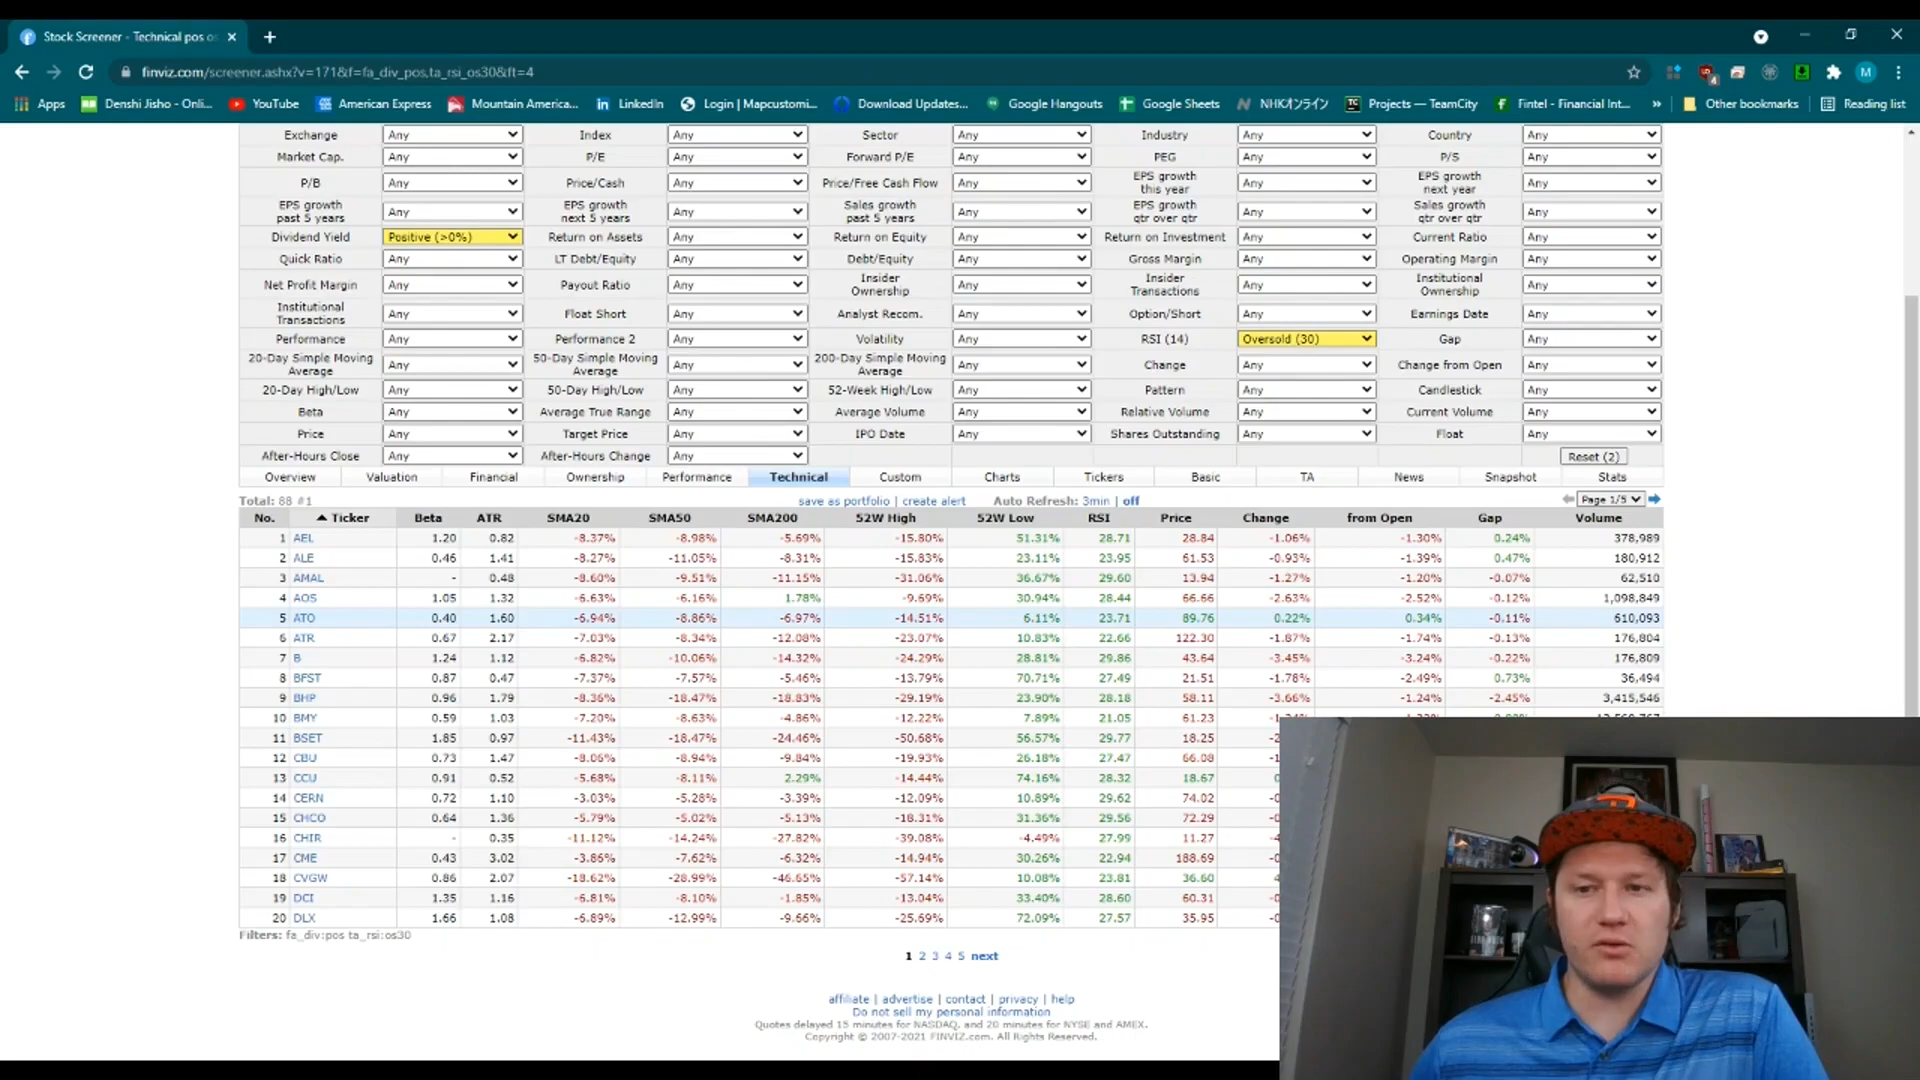 Stock Screener - Technical pos os
finviz.com/screener.ashx?v=171&f=fa_div_pos,ta_rsi_os30&ft=4
M
Apps Denshi Jisho - Onli... YouTube American Express Mountain America... LinkedIn Login | Mapcustomi... Download Updates... Google Hangouts Google Sheets NHKオンライン Projects — TeamCity Fintel - Financial Int... » Other bookmarks Reading list
Exchange Any Index Any Sector Any Industry Any Country Any
Market Cap. Any P/E Any Forward P/E Any PEG Any P/S Any
P/B Any Price/Cash Any Price/Free Cash Flow Any EPS growth this year Any EPS growth next year Any
EPS growth past 5 years Any EPS growth next 5 years Any Sales growth past 5 years Any EPS growth qtr over qtr Any Sales growth qtr over qtr Any
Dividend Yield Positive (>0%) Return on Assets Any Return on Equity Any Return on Investment Any Current Ratio Any
Quick Ratio Any LT Debt/Equity Any Debt/Equity Any Gross Margin Any Operating Margin Any
Net Profit Margin Any Payout Ratio Any Insider Ownership Any Insider Transactions Any Institutional Ownership Any
Institutional Transactions Any Float Short Any Analyst Recom. Any Option/Short Any Earnings Date Any
Performance Any Performance 2 Any Volatility Any RSI (14) Oversold (30) Gap Any
20-Day Simple Moving Average Any 50-Day Simple Moving Average Any 200-Day Simple Moving Average Any Change Any Change from Open Any
20-Day High/Low Any 50-Day High/Low Any 52-Week High/Low Any Pattern Any Candlestick Any
Beta Any Average True Range Any Average Volume Any Relative Volume Any Current Volume Any
Price Any Target Price Any IPO Date Any Shares Outstanding Any Float Any
After-Hours Close Any After-Hours Change Any Reset (2)
Overview Valuation Financial Ownership Performance Technical Custom Charts Tickers Basic TA News Snapshot Stats
Total: 88 #1 save as portfolio | create alert Auto Refresh: 3min | off Page 1/5
No. Ticker Beta ATR SMA20 SMA50 SMA200 52W High 52W Low RSI Price Change from Open Gap Volume
1 AEL 1.20 0.82 -8.37% -8.98% -5.69% -15.80% 51.31% 28.71 28.84 -1.06% -1.30% 0.24% 378,989
2 ALE 0.46 1.41 -8.27% -11.05% -8.31% -15.83% 23.11% 23.95 61.53 -0.93% -1.39% 0.47% 180,912
3 AMAL - 0.48 -8.60% -9.51% -11.15% -31.06% 36.67% 29.60 13.94 -1.27% -1.20% -0.07% 62,510
4 AOS 1.05 1.32 -6.63% -6.16% 1.78% -9.69% 30.94% 28.44 66.66 -2.63% -2.52% -0.12% 1,098,849
5 ATO 0.40 1.60 -6.94% -8.86% -6.97% -14.51% 6.11% 23.71 89.76 0.22% 0.34% -0.11% 610,093
6 ATR 0.67 2.17 -7.03% -8.34% -12.08% -23.07% 10.83% 22.66 122.30 -1.87% -1.74% -0.13% 176,804
7 B 1.24 1.12 -6.82% -10.06% -14.32% -24.29% 28.81% 29.86 43.64 -3.45% -3.24% -0.22% 176,809
8 BFST 0.87 0.47 -7.37% -7.57% -5.46% -13.79% 70.71% 27.49 21.51 -1.78% -2.49% 0.73% 36,494
9 BHP 0.96 1.79 -8.36% -18.47% -18.83% -29.19% 23.90% 28.18 58.11 -3.66% -1.24% -2.45% 3,415,546
10 BMY 0.59 1.03 -7.20% -8.63% -4.86% -12.22% 7.89% 21.05 61.23
11 BSET 1.85 0.97 -11.43% -18.47% -24.46% -50.68% 56.57% 29.77 18.25 -2
12 CBU 0.73 1.47 -8.06% -8.94% -9.84% -19.93% 26.18% 27.47 66.08 -1
13 CCU 0.91 0.52 -5.68% -8.11% 2.29% -14.44% 74.16% 28.32 18.67 0
14 CERN 0.72 1.10 -3.03% -5.28% -3.39% -12.09% 10.89% 29.62 74.02 -0
15 CHCO 0.64 1.36 -5.79% -5.02% -5.13% -18.31% 31.36% 29.56 72.29 -0
16 CHIR - 0.35 -11.12% -14.24% -27.82% -39.08% -4.49% 27.99 11.27 -4
17 CME 0.43 3.02 -3.86% -7.62% -6.32% -14.94% 30.26% 22.94 188.69 -0
18 CVGW 0.86 2.07 -18.62% -28.99% -46.65% -57.14% 10.08% 23.81 36.60 4
19 DCI 1.35 1.16 -6.81% -8.10% -1.85% -13.04% 33.40% 28.60 60.31 -0
20 DLX 1.66 1.08 -6.89% -12.99% -9.66% -25.69% 72.09% 27.57 35.95 -0
Filters: fa_div:pos ta_rsi:os30
1 2 3 4 5 next
affiliate | advertise | contact | privacy | help
Do not sell my personal information
Quotes delayed 15 minutes for NASDAQ, and 20 minutes for NYSE and AMEX.
Copyright © 2007-2021 FINVIZ.com. All Rights Reserved.